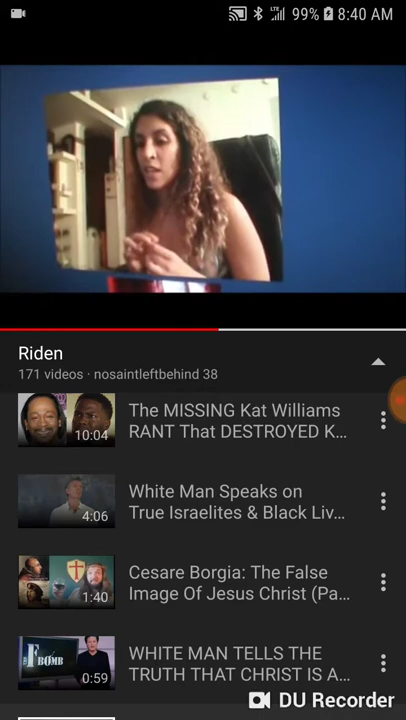 LTE 99% 8:40 AM
Riden
171 videos · nosaintleftbehind 38
The MISSING Kat Williams
RANT That DESTROYED K...
10:04
White Man Speaks on
True Israelites & Black Liv...
4:06
Cesare Borgia: The False
Image Of Jesus Christ (Pa...
1:40
WHITE MAN TELLS THE
TRUTH THAT CHRIST IS A...
F BOMB
0:59
DU Recorder